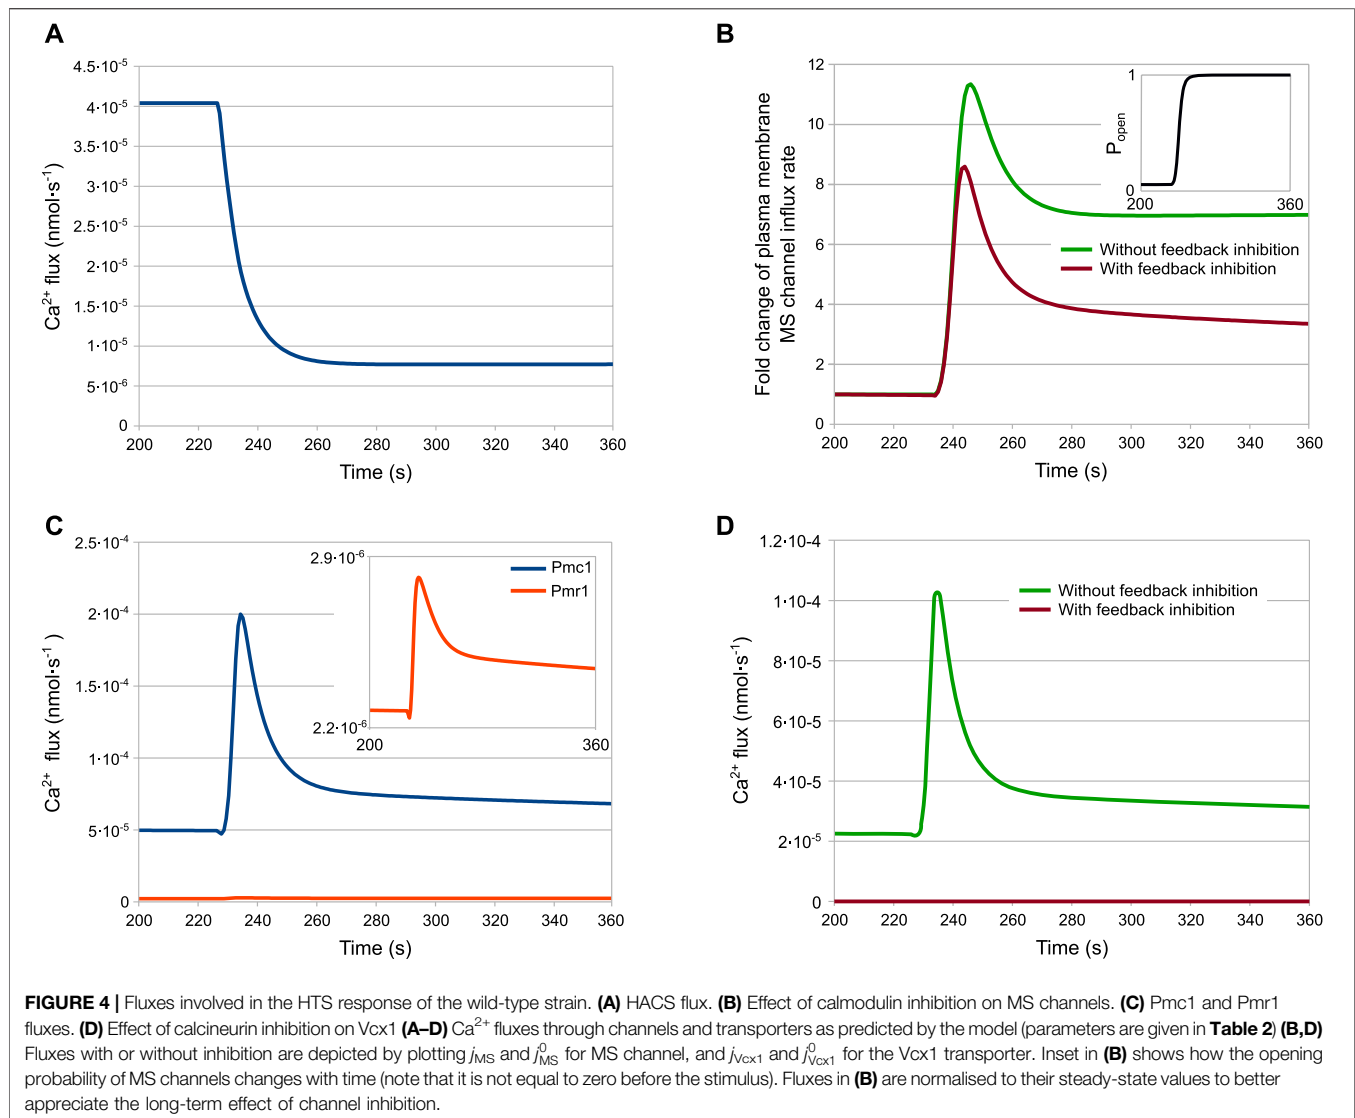 A
4.5·10⁻⁵
4·10⁻⁵
3.5·10⁻⁵
3·10⁻⁵
2.5·10⁻⁵
2·10⁻⁵
1.5·10⁻⁵
1·10⁻⁵
5·10⁻⁶
0
Ca²⁺ flux (nmol·s⁻¹)
200 220 240 260 280 300 320 340 360
Time (s)
B
12
10
8
6
4
2
0
Fold change of plasma membrane
MS channel influx rate
1
0
P_open
200 360
Without feedback inhibition
With feedback inhibition
200 220 240 260 280 300 320 340 360
Time (s)
C
2.5·10⁻⁴
2·10⁻⁴
1.5·10⁻⁴
1·10⁻⁴
5·10⁻⁵
0
Ca²⁺ flux (nmol·s⁻¹)
2.9·10⁻⁶
2.2·10⁻⁶
200 360
Pmc1
Pmr1
200 220 240 260 280 300 320 340 360
Time (s)
D
1.2·10-4
1·10-4
8·10-5
6·10-5
4·10-5
2·10⁻⁵
0
Ca²⁺ flux (nmol·s⁻¹)
Without feedback inhibition
With feedback inhibition
200 220 240 260 280 300 320 340 360
Time (s)
FIGURE 4 | Fluxes involved in the HTS response of the wild-type strain. (A) HACS flux. (B) Effect of calmodulin inhibition on MS channels. (C) Pmc1 and Pmr1
fluxes. (D) Effect of calcineurin inhibition on Vcx1 (A–D) Ca²⁺ fluxes through channels and transporters as predicted by the model (parameters are given in Table 2) (B,D)
Fluxes with or without inhibition are depicted by plotting j_MS and j⁰_MS for MS channel, and j_Vcx1 and j⁰_Vcx1 for the Vcx1 transporter. Inset in (B) shows how the opening
probability of MS channels changes with time (note that it is not equal to zero before the stimulus). Fluxes in (B) are normalised to their steady-state values to better
appreciate the long-term effect of channel inhibition.